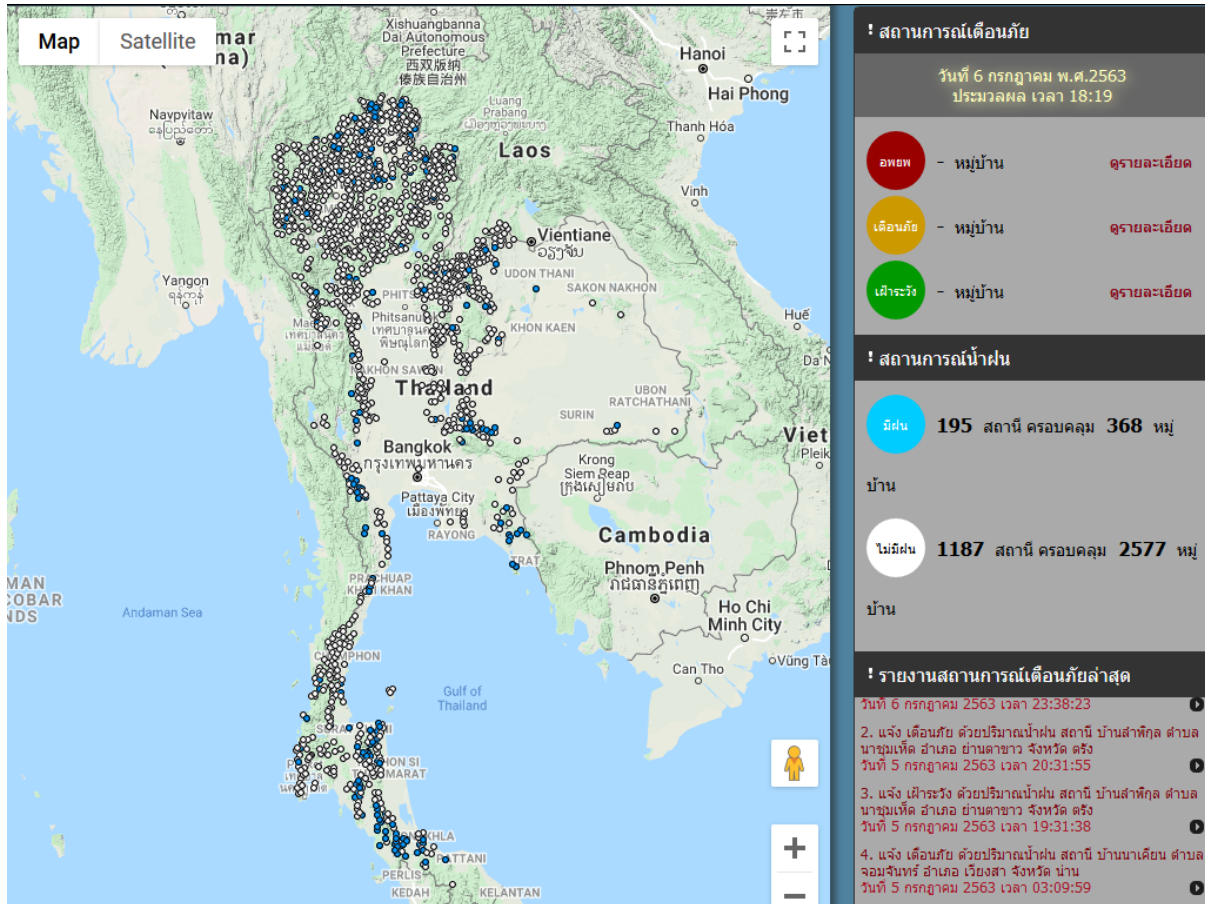 Map
Satellite
Xishuangbanna
Dai Autonomous
Prefecture
西双版纳
傣族自治州
Hanoi
Hai Phong
Navpyitaw
နေပြည်တော်
Luang
Prabang
Thanh Hóa
Laos
Vinh
Vientiane
ວຽງຈັນ
UDON THANI
SAKON NAKHON
Yangon
ရန်ကုန်
Phitsanulok
เทศบาลนคร
พิษณุโลก
KHON KAEN
Huế
Thailand
UBON
RATCHATHANI
SURIN
Bangkok
กรุงเทพมหานคร
Krong
Siem Reap
Viet
Pleik
Pattaya City
เมืองพัทยา
RAYONG
TRAT
Cambodia
Phnom Penh
រាជធានីភ្នំពេញ
PRACHUAP
KHIRI KHAN
Ho Chi
Minh City
Andaman Sea
Can Tho
Vũng Tàu
Gulf of
Thailand
PATTANI
PERLIS
KEDAH
KELANTAN
! สถานการณ์เตือนภัย
วันที่ 6 กรกฎาคม พ.ศ.2563
ประมวลผล เวลา 18:19
อพยพ - หมู่บ้าน ดูรายละเอียด
เตือนภัย - หมู่บ้าน ดูรายละเอียด
เฝ้าระวัง - หมู่บ้าน ดูรายละเอียด
! สถานการณ์น้ำฝน
มีฝน 195 สถานี ครอบคลุม 368 หมู่
บ้าน
ไม่มีฝน 1187 สถานี ครอบคลุม 2577 หมู่
บ้าน
! รายงานสถานการณ์เตือนภัยล่าสุด
วันที่ 6 กรกฎาคม 2563 เวลา 23:38:23
2. แจ้ง เตือนภัย ด้วยปริมาณน้ำฝน สถานี บ้านลำพิกุล ตำบล
นาชุมเห็ด อำเภอ ย่านตาขาว จังหวัด ตรัง
วันที่ 5 กรกฎาคม 2563 เวลา 20:31:55
3. แจ้ง เฝ้าระวัง ด้วยปริมาณน้ำฝน สถานี บ้านลำพิกุล ตำบล
นาชุมเห็ด อำเภอ ย่านตาขาว จังหวัด ตรัง
วันที่ 5 กรกฎาคม 2563 เวลา 19:31:38
4. แจ้ง เตือนภัย ด้วยปริมาณน้ำฝน สถานี บ้านนาเคียน ตำบล
จอมจันทร์ อำเภอ เวียงสา จังหวัด น่าน
วันที่ 5 กรกฎาคม 2563 เวลา 03:09:59